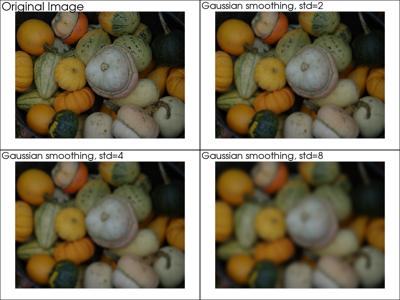 Original Image
Gaussian smoothing, std=2
Gaussian smoothing, std=4
Gaussian smoothing, std=8